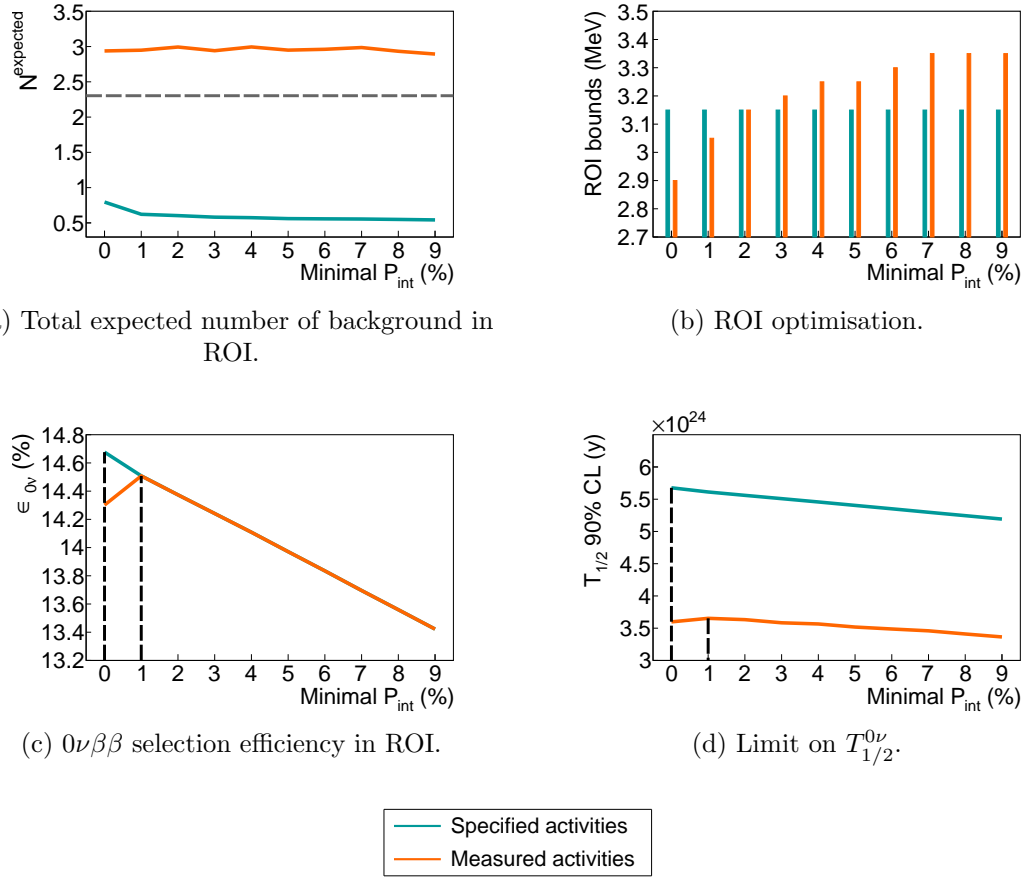 3.5
3
2.5
2
1.5
1
0.5
N^expected
0 1 2 3 4 5 6 7 8 9
Minimal P_int (%)
) Total expected number of background in
ROI.
3.5
3.4
3.3
3.2
3.1
3
2.9
2.8
2.7
ROI bounds (MeV)
0 1 2 3 4 5 6 7 8 9
Minimal P_int (%)
(b) ROI optimisation.
14.8
14.6
14.4
14.2
14
13.8
13.6
13.4
13.2
ϵ_0ν (%)
0 1 2 3 4 5 6 7 8 9
Minimal P_int (%)
(c) 0νββ selection efficiency in ROI.
×10^24
6
5.5
5
4.5
4
3.5
3
T_1/2 90% CL (y)
0 1 2 3 4 5 6 7 8 9
Minimal P_int (%)
(d) Limit on T^0ν_1/2.
Specified activities
Measured activities